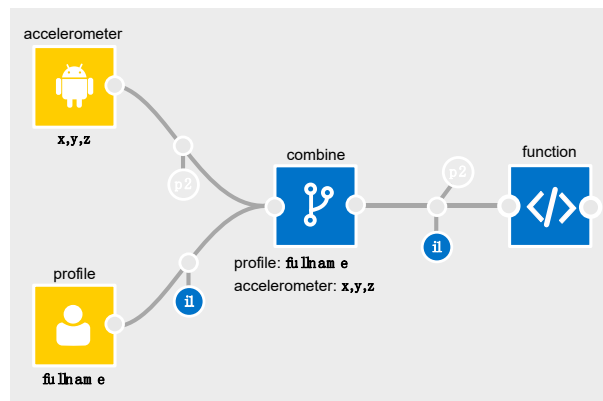 accelerometer
x,y,z
p2
combine
p2
function
i1
profile: fullname
accelerometer: x,y,z
profile
i1
fullname